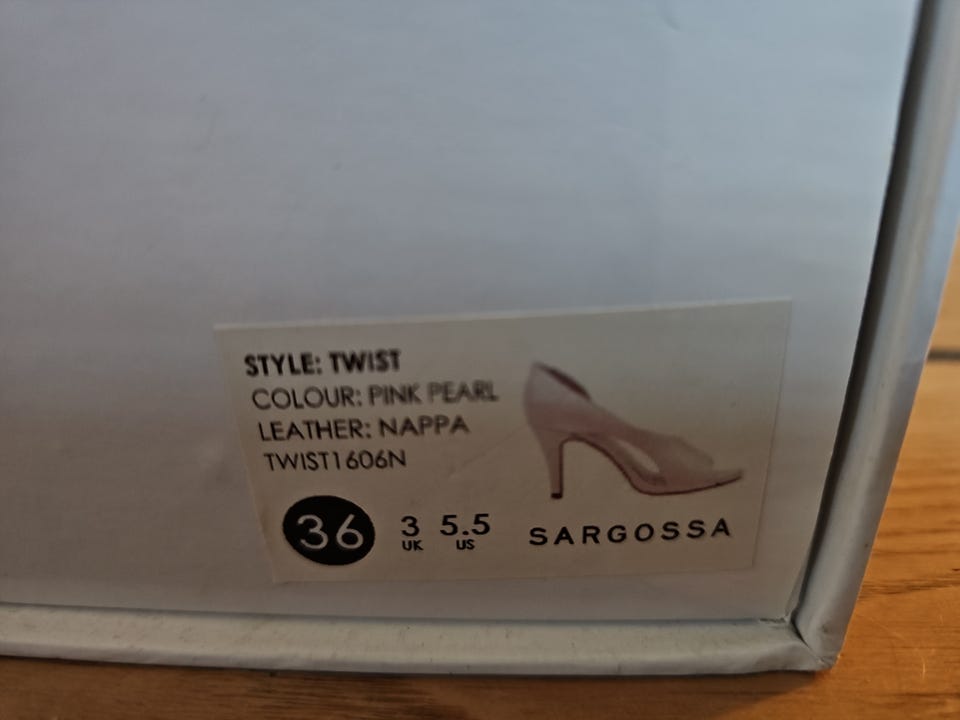 STYLE: TWIST
COLOUR: PINK PEARL
LEATHER: NAPPA
TWIST1606N
36 3 5.5
UK US
SARGOSSA